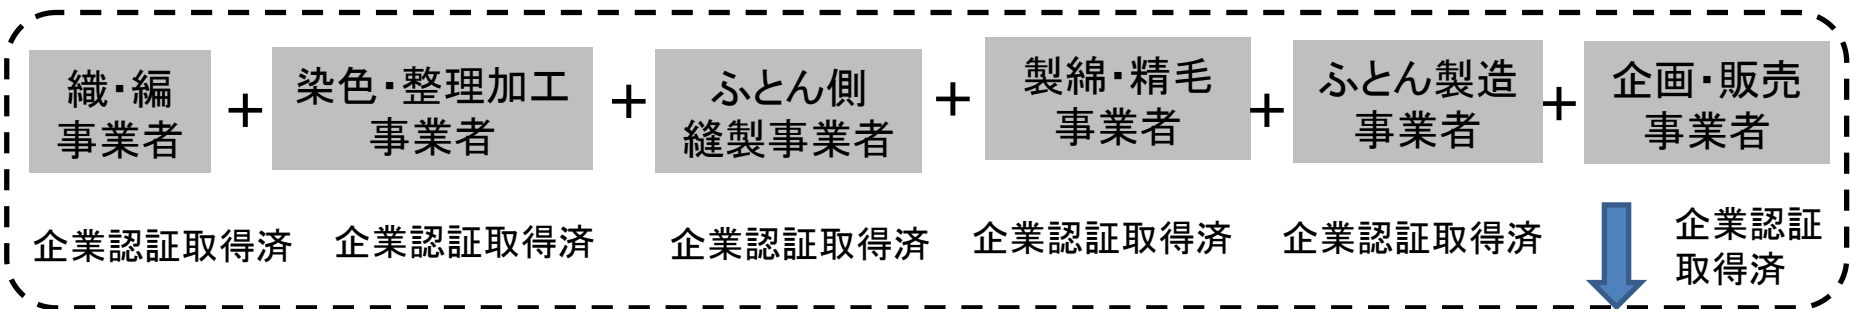 織・編
事業者
+
染色・整理加工
事業者
+
ふとん側
縫製事業者
+
製綿・精毛
事業者
+
ふとん製造
事業者
+
企画・販売
事業者
企業認証取得済
企業認証取得済
企業認証取得済
企業認証取得済
企業認証取得済
企業認証
取得済